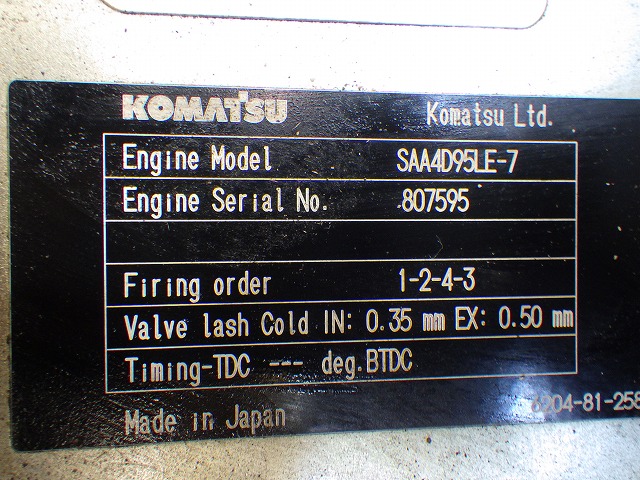 KOMATSU Komatsu Ltd.
Engine Model SAA4D95LE-7
Engine Serial No. 807595
Firing order 1-2-4-3
Valve lash Cold IN: 0.35 mm EX: 0.50 mm
Timing-TDC --- deg.BTDC
Made in Japan